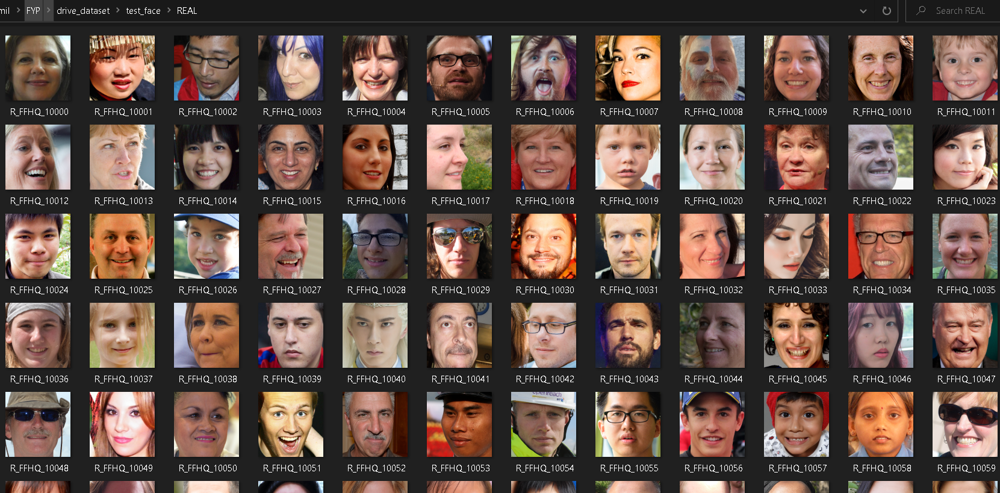 mil > FYP > drive_dataset > test_face > REAL
Search REAL
R_FFHQ_10000 R_FFHQ_10001 R_FFHQ_10002 R_FFHQ_10003 R_FFHQ_10004 R_FFHQ_10005 R_FFHQ_10006 R_FFHQ_10007 R_FFHQ_10008 R_FFHQ_10009 R_FFHQ_10010 R_FFHQ_10011
R_FFHQ_10012 R_FFHQ_10013 R_FFHQ_10014 R_FFHQ_10015 R_FFHQ_10016 R_FFHQ_10017 R_FFHQ_10018 R_FFHQ_10019 R_FFHQ_10020 R_FFHQ_10021 R_FFHQ_10022 R_FFHQ_10023
R_FFHQ_10024 R_FFHQ_10025 R_FFHQ_10026 R_FFHQ_10027 R_FFHQ_10028 R_FFHQ_10029 R_FFHQ_10030 R_FFHQ_10031 R_FFHQ_10032 R_FFHQ_10033 R_FFHQ_10034 R_FFHQ_10035
R_FFHQ_10036 R_FFHQ_10037 R_FFHQ_10038 R_FFHQ_10039 R_FFHQ_10040 R_FFHQ_10041 R_FFHQ_10042 R_FFHQ_10043 R_FFHQ_10044 R_FFHQ_10045 R_FFHQ_10046 R_FFHQ_10047
openreach
R_FFHQ_10048 R_FFHQ_10049 R_FFHQ_10050 R_FFHQ_10051 R_FFHQ_10052 R_FFHQ_10053 R_FFHQ_10054 R_FFHQ_10055 R_FFHQ_10056 R_FFHQ_10057 R_FFHQ_10058 R_FFHQ_10059